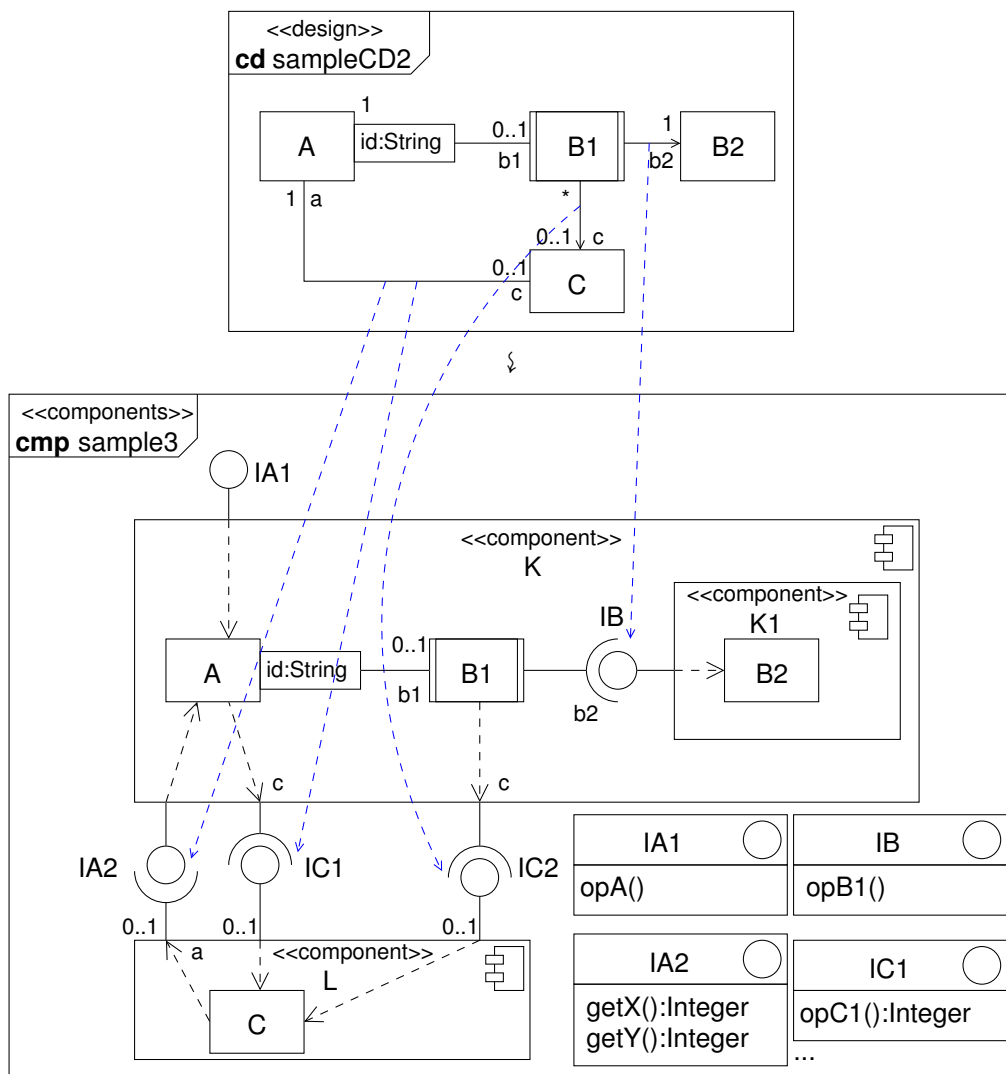 <<design>>
cd sampleCD2
1
A
id:String
0..1
b1
B1
1
b2
B2
1 a
*
0..1 c
0..1
c
C
<<components>>
cmp sample3
IA1
<<component>>
K
<<component>>
K1
IB
A
id:String
0..1
b1
B1
b2
B2
c
c
IA2
IC1
IC2
0..1
0..1
0..1
a
<<component>>
L
C
IA1
opA()
IB
opB1()
IA2
getX():Integer
getY():Integer
IC1
opC1():Integer
...